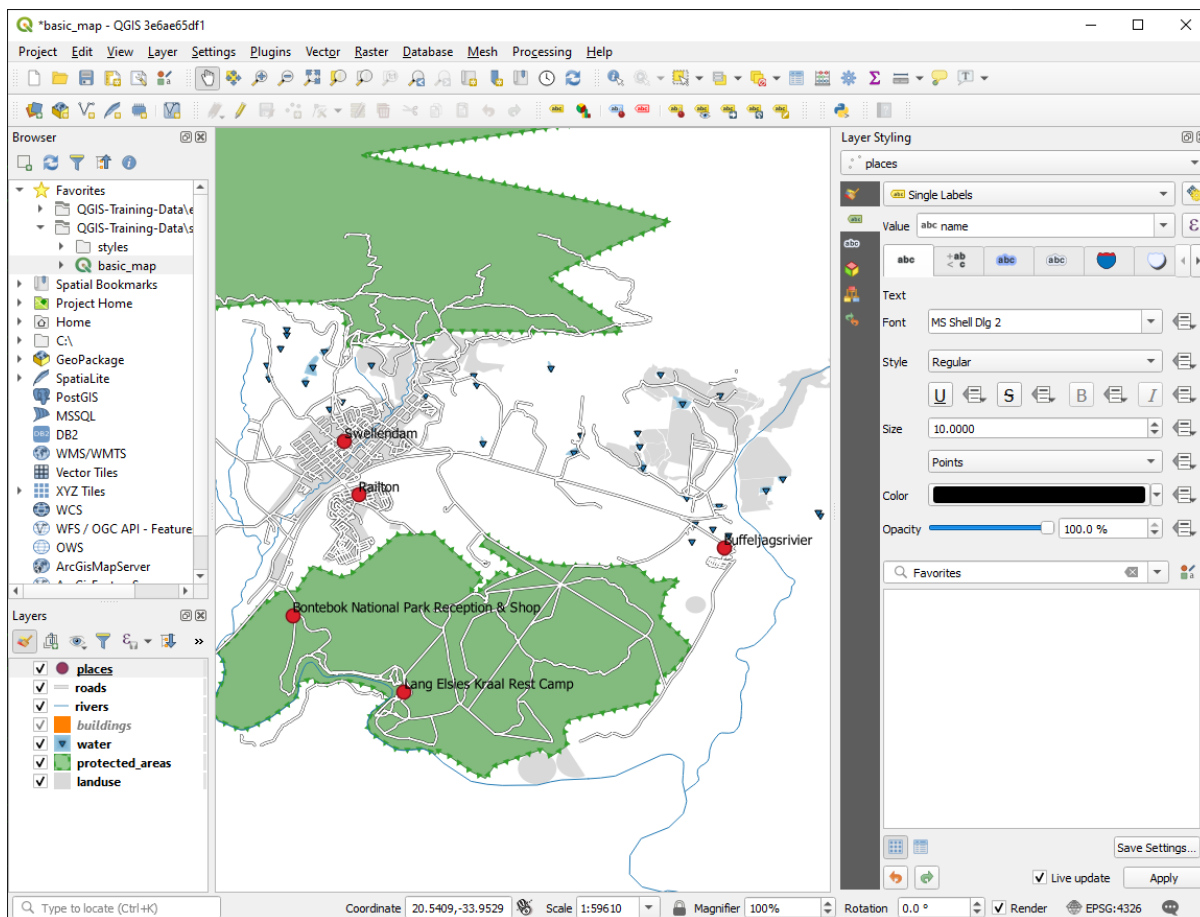 *basic_map - QGIS 3e6ae65df1
Project Edit View Layer Settings Plugins Vector Raster Database Mesh Processing Help
Browser
Favorites
QGIS-Training-Data\e
QGIS-Training-Data\s
styles
basic_map
Spatial Bookmarks
Project Home
Home
C:\
GeoPackage
SpatiaLite
PostGIS
MSSQL
DB2
WMS/WMTS
Vector Tiles
XYZ Tiles
WCS
WFS / OGC API - Feature
OWS
ArcGisMapServer
Layers
places
roads
rivers
buildings
water
protected_areas
landuse
Swellendam
Railton
Buffeljagsrivier
Bontebok National Park Reception & Shop
Lang Elsies Kraal Rest Camp
Layer Styling
places
Single Labels
Value abc name
Text
Font MS Shell Dlg 2
Style Regular
U S B I
Size 10.0000
Points
Color
Opacity 100.0 %
Favorites
Save Settings...
Live update Apply
Type to locate (Ctrl+K) Coordinate 20.5409,-33.9529 Scale 1:59610 Magnifier 100% Rotation 0.0 ° Render EPSG:4326